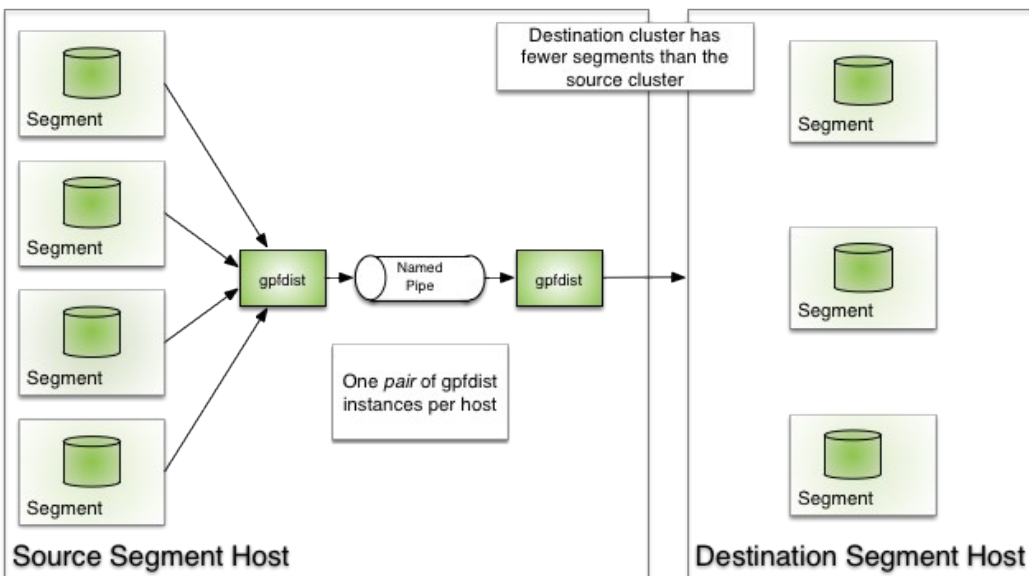 Segment
Segment
Segment
Segment
gpfdist
Named
Pipe
gpfdist
One pair of gpfdist
instances per host
Source Segment Host
Destination cluster has
fewer segments than the
source cluster
Segment
Segment
Segment
Destination Segment Host